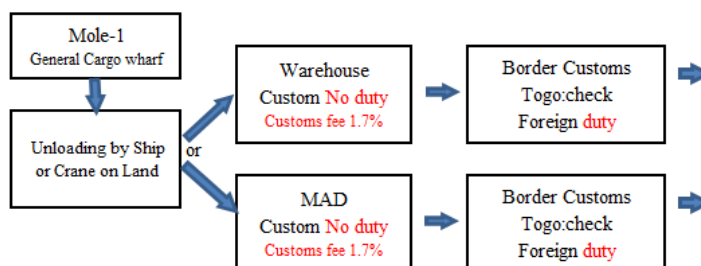 Mole-1
General Cargo wharf
Unloading by Ship
or Crane on Land
or
Warehouse
Custom No duty
Customs fee 1.7%
Border Customs
Togo:check
Foreign duty
MAD
Custom No duty
Customs fee 1.7%
Border Customs
Togo:check
Foreign duty